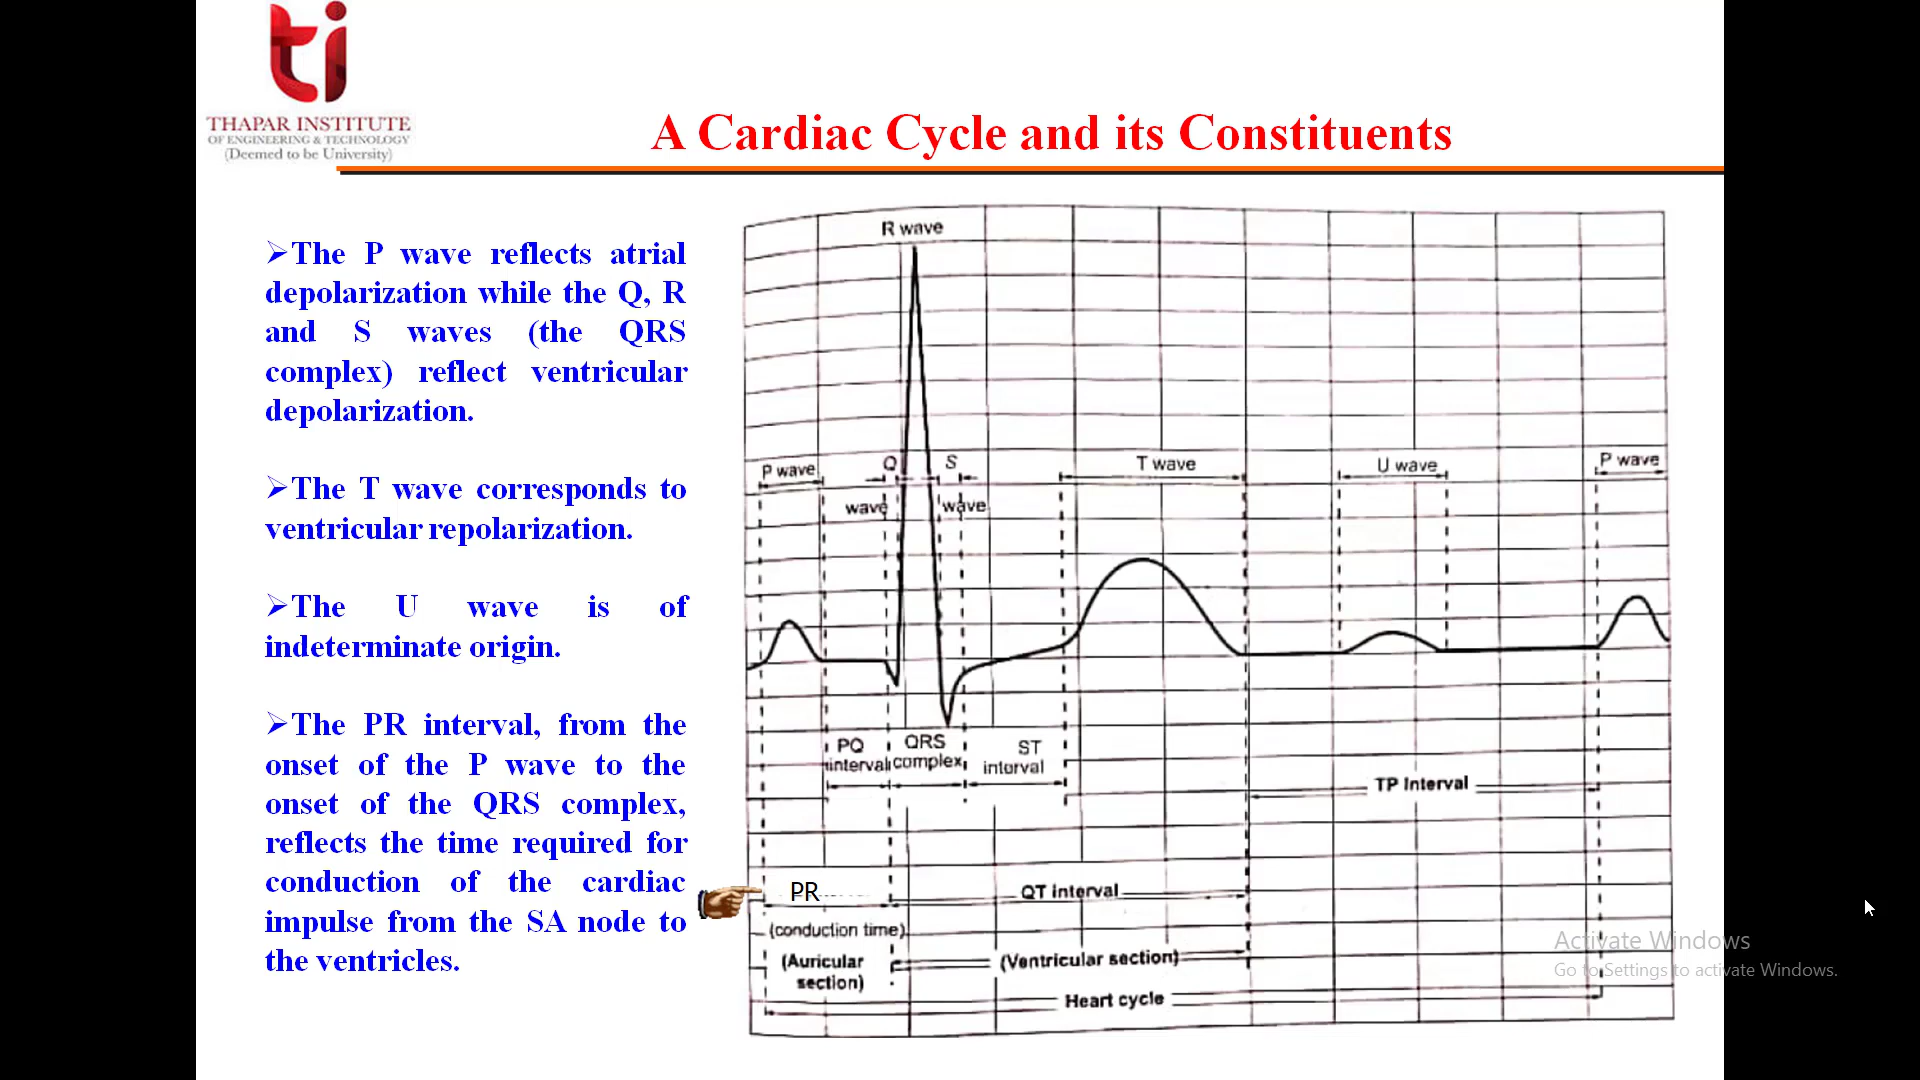 THAPAR INSTITUTE
OF ENGINEERING & TECHNOLOGY
(Deemed to be University)
A Cardiac Cycle and its Constituents
➢The P wave reflects atrial
depolarization while the Q, R
and S waves (the QRS
complex) reflect ventricular
depolarization.
➢The T wave corresponds to
ventricular repolarization.
➢The U wave is of
indeterminate origin.
➢The PR interval, from the
onset of the P wave to the
onset of the QRS complex,
reflects the time required for
conduction of the cardiac
impulse from the SA node to
the ventricles.
R wave
P wave
Q
wave
S
wave
T wave
U wave
P wave
PQ
interval
QRS
complex
ST
interval
TP Interval
PR
QT interval
(conduction time)
(Auricular
section)
(Ventricular section)
Heart cycle
Activate Windows
Go to Settings to activate Windows.